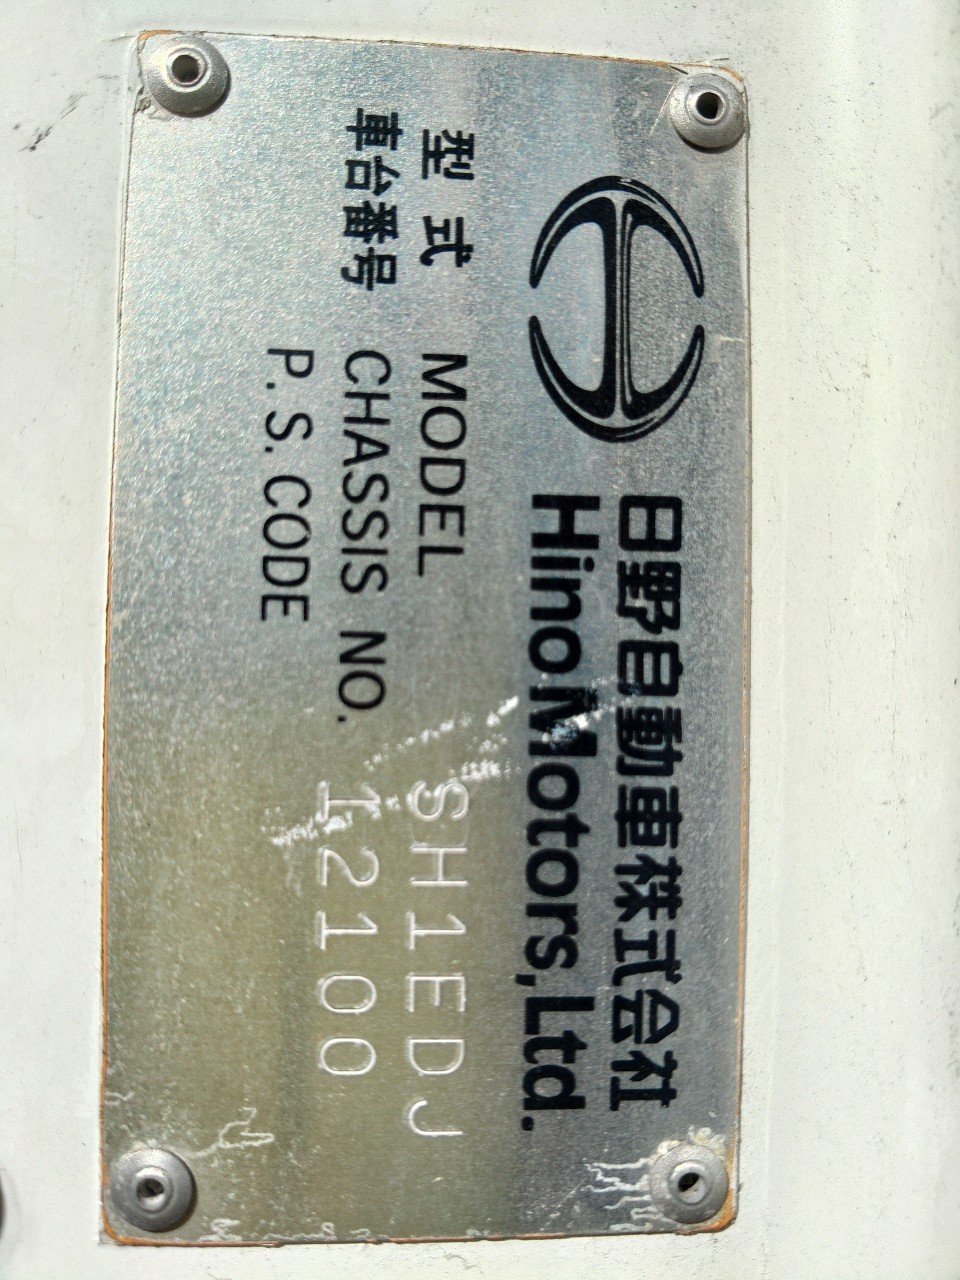 日野自動車株式会社
Hino Motors, Ltd.
型式 MODEL SH1EDJ
車台番号 CHASSIS NO. 12100
P. S. CODE